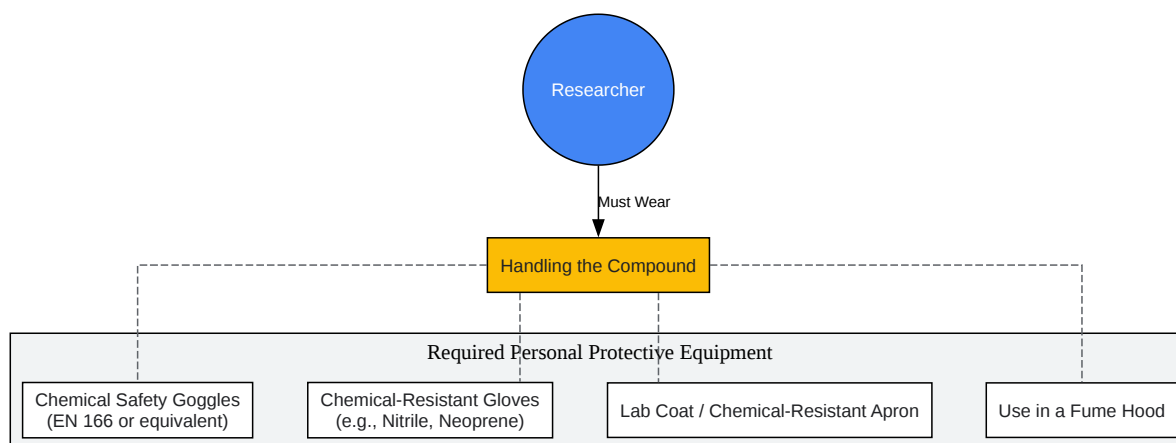 Researcher
Must Wear
Handling the Compound
Required Personal Protective Equipment
Chemical Safety Goggles
(EN 166 or equivalent)
Chemical-Resistant Gloves
(e.g., Nitrile, Neoprene)
Lab Coat / Chemical-Resistant Apron
Use in a Fume Hood